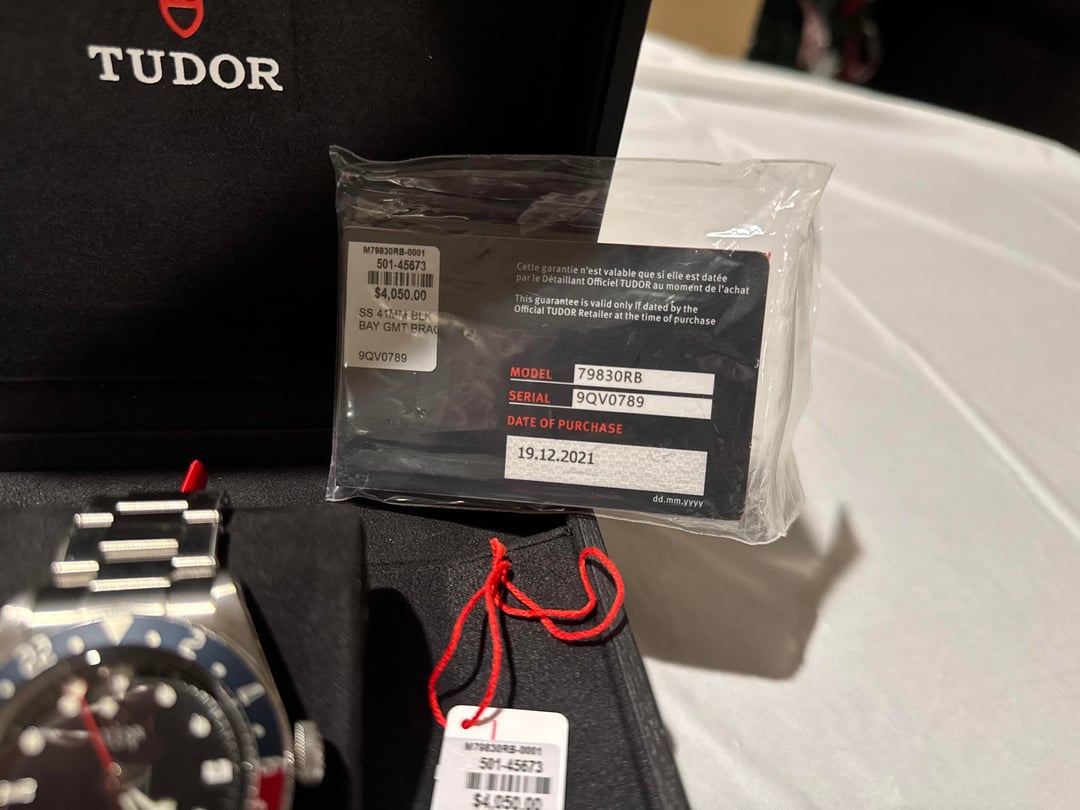 TUDOR
M79830RB-0001
501-45673
$4,050.00
SS 41MM BLK
BAY GMT BRAC
9QV0789
Cette garantie n'est valable que si elle est datée
par le Détaillant Officiel TUDOR au moment de l'achat
This guarantee is valid only if dated by the
Official TUDOR Retailer at the time of purchase
MODEL 79830RB
SERIAL 9QV0789
DATE OF PURCHASE
19.12.2021
dd.mm.yyyy
22
2
4
M79830RB-0001
501-45673
$4,050.00